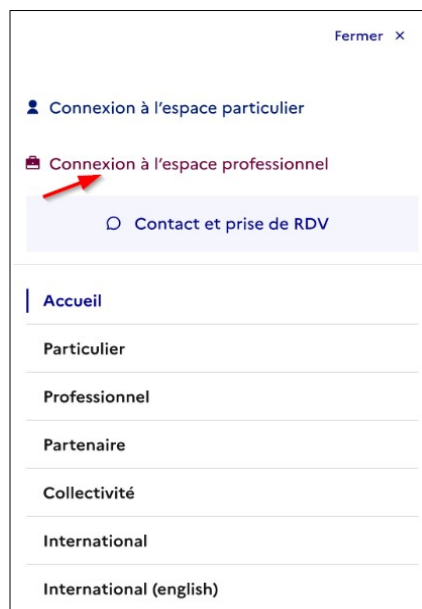 Fermer ×
Connexion à l'espace particulier
Connexion à l'espace professionnel
Contact et prise de RDV
Accueil
Particulier
Professionnel
Partenaire
Collectivité
International
International (english)